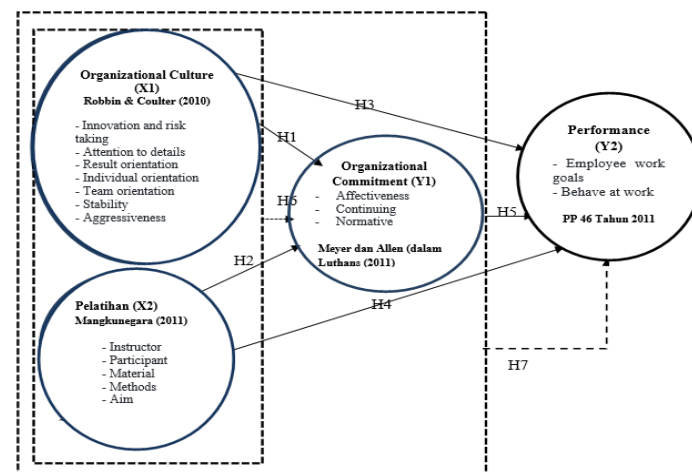 Organizational Culture
(X1)
Robbin & Coulter (2010)
- Innovation and risk
taking
- Attention to details
- Result orientation
- Individual orientation
- Team orientation
- Stability
- Aggressiveness
H3
H1
Performance
(Y2)
- Employee work
goals
- Behave at work
PP 46 Tahun 2011
Organizational
Commitment (Y1)
- Affectiveness
- Continuing
- Normative
Meyer dan Allen (dalam
Luthans (2011)
H6
H5
H2
H4
Pelatihan (X2)
Mangkunegara (2011)
- Instructor
- Participant
- Material
- Methods
- Aim
H7